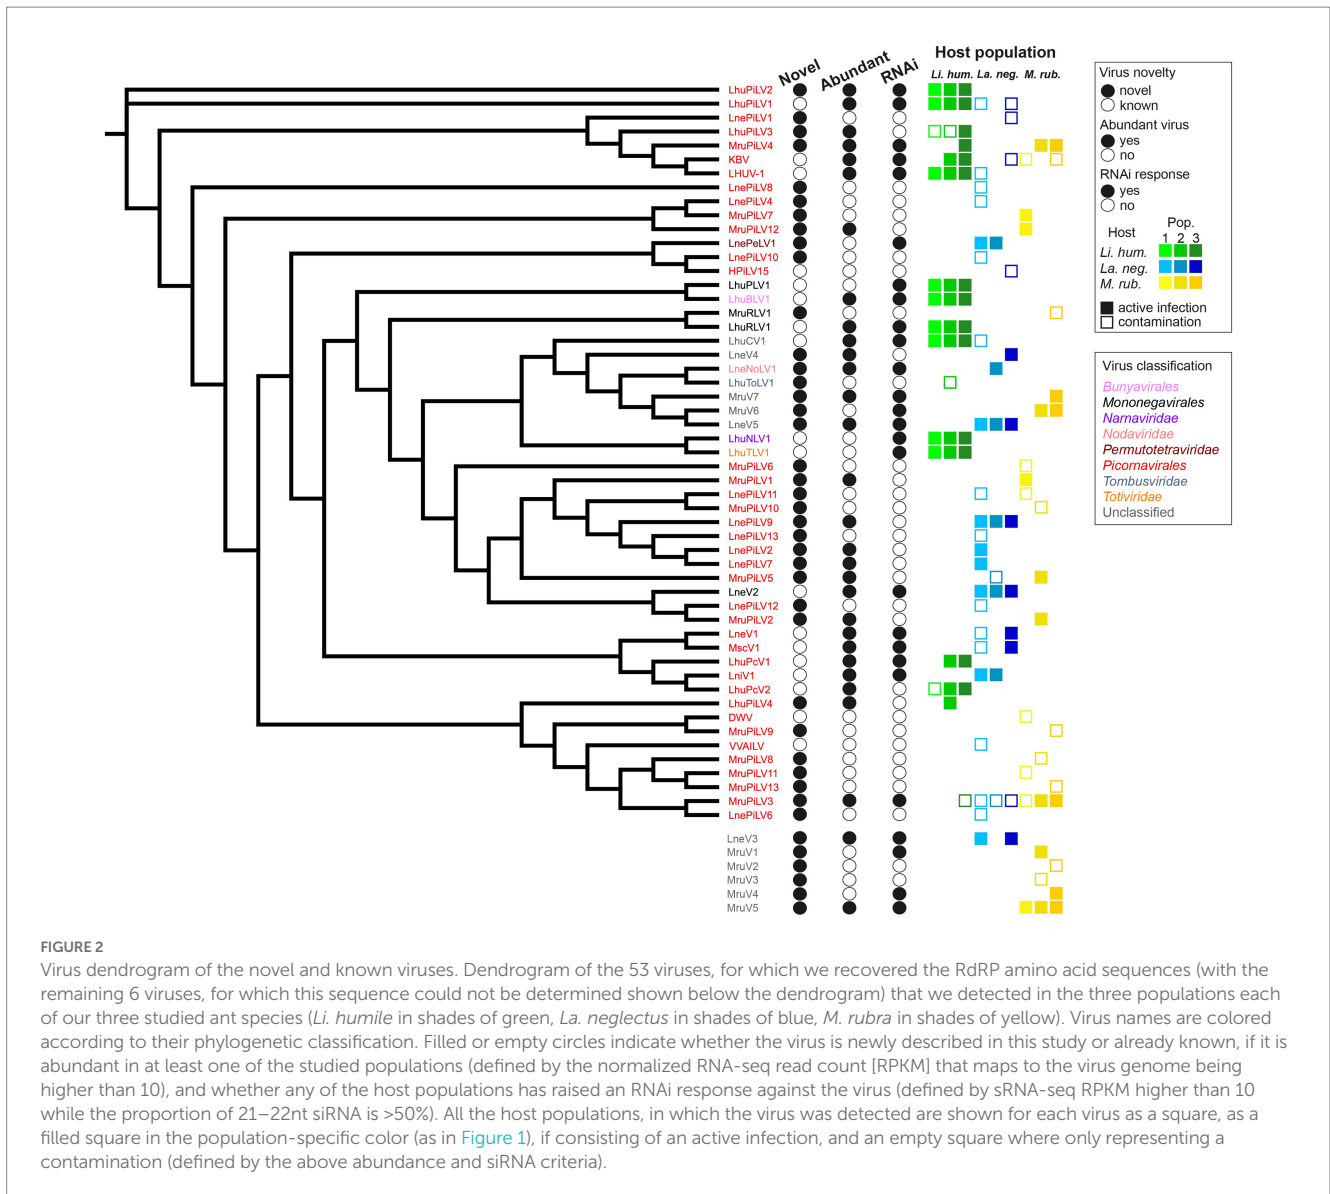 Novel
Abundant
RNAi
Host population
Li. hum. La. neg. M. rub.
LhuPiLV2
LhuPiLV1
LnePiLV1
LhuPiLV3
MruPiLV4
KBV
LHUV-1
LnePiLV8
LnePiLV4
MruPiLV7
MruPiLV12
LnePeLV1
LnePiLV10
HPiLV15
LhuPLV1
LhuBLV1
MruRLV1
LhuRLV1
LhuCV1
LneV4
LneNoLV1
LhuToLV1
MruV7
MruV6
LneV5
LhuNLV1
LhuTLV1
MruPiLV6
MruPiLV1
LnePiLV11
MruPiLV10
LnePiLV9
LnePiLV13
LnePiLV2
LnePiLV7
MruPiLV5
LneV2
LnePiLV12
MruPiLV2
LneV1
MscV1
LhuPcV1
LniV1
LhuPcV2
LhuPiLV4
DWV
MruPiLV9
VVAILV
MruPiLV8
MruPiLV11
MruPiLV13
MruPiLV3
LnePiLV6
LneV3
MruV1
MruV2
MruV3
MruV4
MruV5
Virus novelty
novel
known
Abundant virus
yes
no
RNAi response
yes
no
Host Pop.
1 2 3
Li. hum.
La. neg.
M. rub.
active infection
contamination
Virus classification
Bunyavirales
Mononegavirales
Narnaviridae
Nodaviridae
Permutotetraviridae
Picornavirales
Tombusviridae
Totiviridae
Unclassified
FIGURE 2
Virus dendrogram of the novel and known viruses. Dendrogram of the 53 viruses, for which we recovered the RdRP amino acid sequences (with the
remaining 6 viruses, for which this sequence could not be determined shown below the dendrogram) that we detected in the three populations each
of our three studied ant species (Li. humile in shades of green, La. neglectus in shades of blue, M. rubra in shades of yellow). Virus names are colored
according to their phylogenetic classification. Filled or empty circles indicate whether the virus is newly described in this study or already known, if it is
abundant in at least one of the studied populations (defined by the normalized RNA-seq read count [RPKM] that maps to the virus genome being
higher than 10), and whether any of the host populations has raised an RNAi response against the virus (defined by sRNA-seq RPKM higher than 10
while the proportion of 21–22nt siRNA is >50%). All the host populations, in which the virus was detected are shown for each virus as a square, as a
filled square in the population-specific color (as in Figure 1), if consisting of an active infection, and an empty square where only representing a
contamination (defined by the above abundance and siRNA criteria).